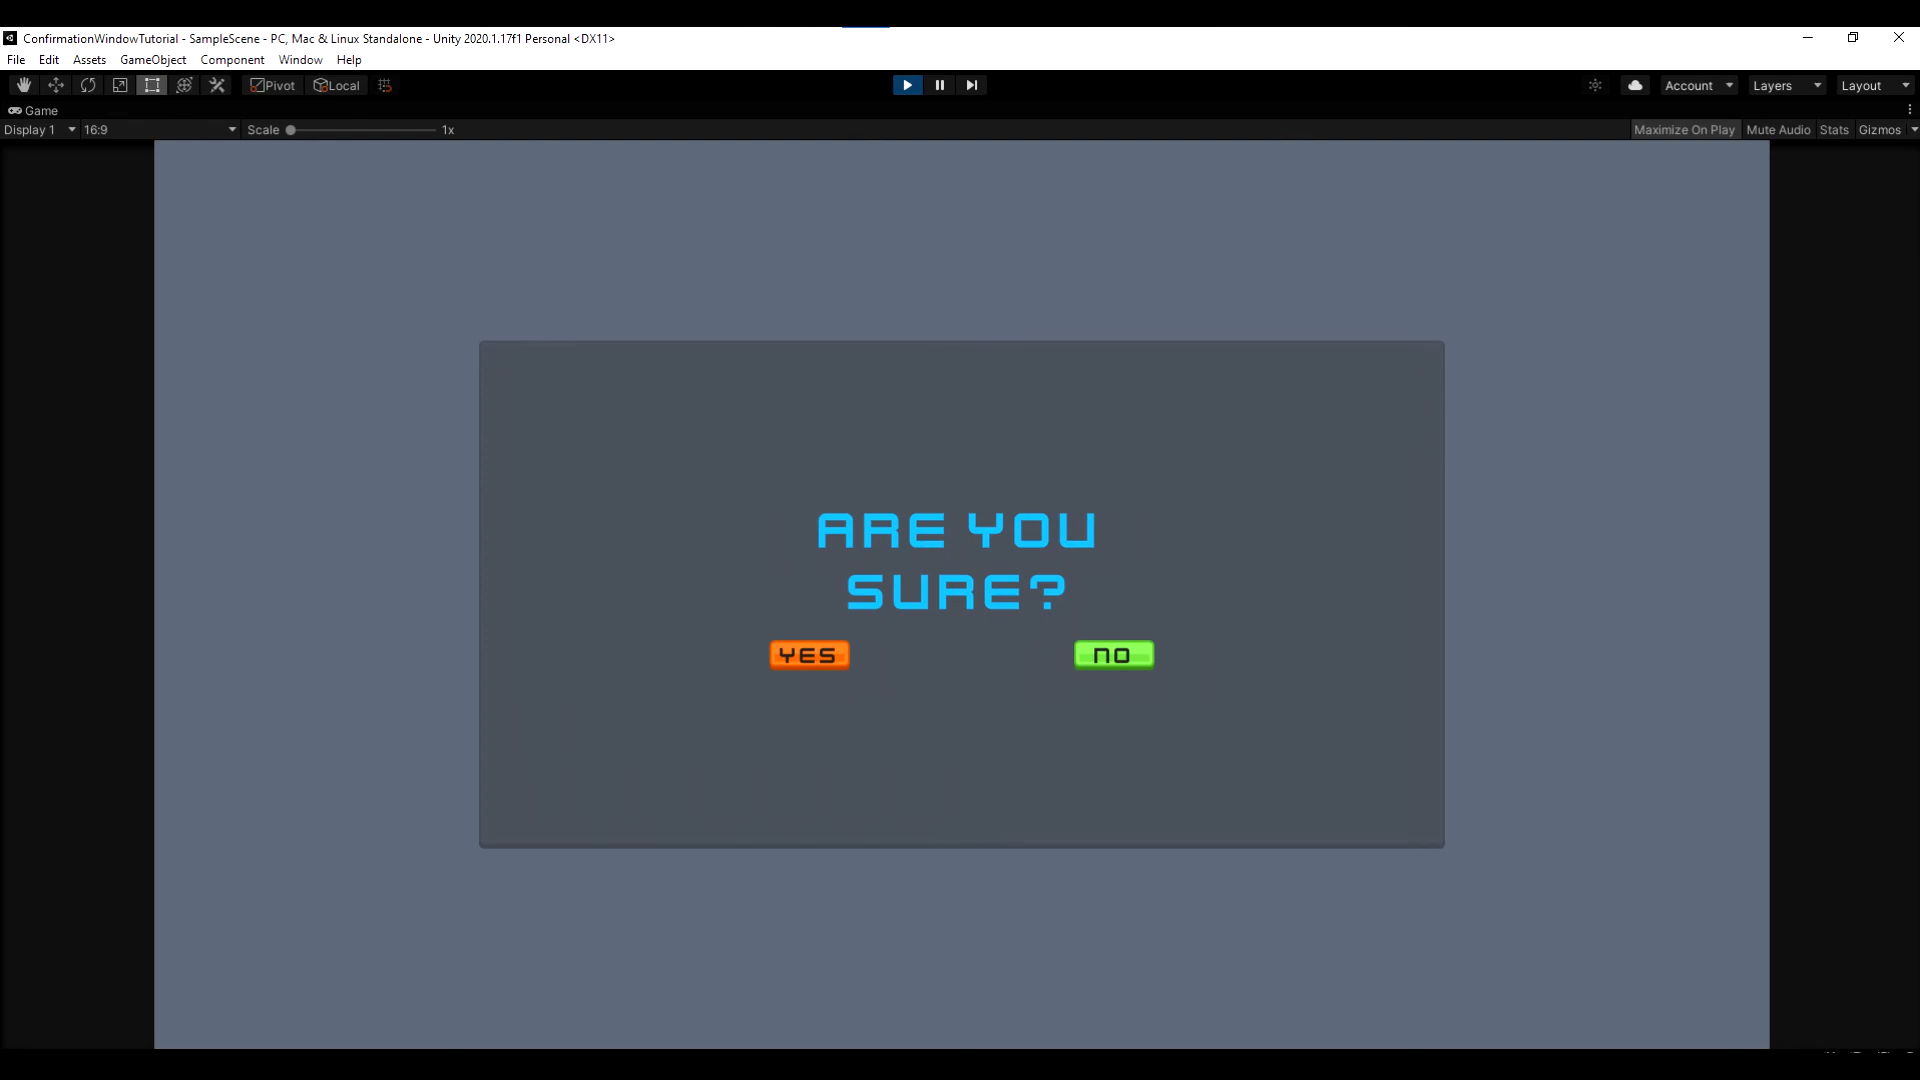 ConfirmationWindowTutorial - SampleScene - PC, Mac & Linux Standalone - Unity 2020.1.17f1 Personal <DX11>
File Edit Assets GameObject Component Window Help
Pivot Local Account Layers Layout
Game
Display 1 16:9 Scale 1x Maximize On Play Mute Audio Stats Gizmos
ARE YOU
SURE?
YES NO